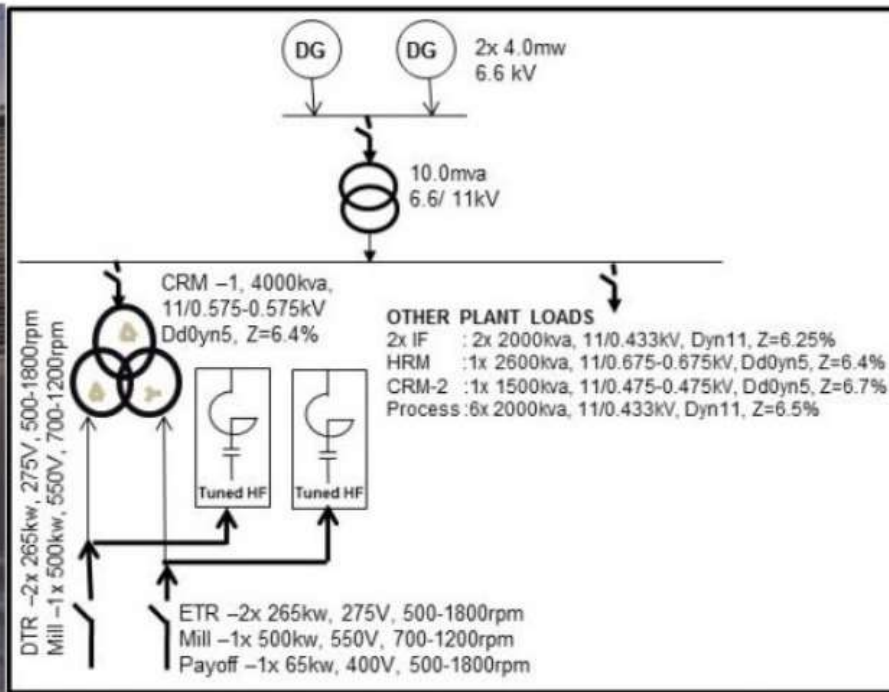 DG
DG
2x 4.0mw
6.6 kV
10.0mva
6.6/ 11kV
CRM –1, 4000kva,
11/0.575-0.575kV
Dd0yn5, Z=6.4%
OTHER PLANT LOADS
2x IF : 2x 2000kva, 11/0.433kV, Dyn11, Z=6.25%
HRM :1x 2600kva, 11/0.675-0.675kV, Dd0yn5, Z=6.4%
CRM-2 :1x 1500kva, 11/0.475-0.475kV, Dd0yn5, Z=6.7%
Process :6x 2000kva, 11/0.433kV, Dyn11, Z=6.5%
Tuned HF
Tuned HF
DTR –2x 265kw, 275V, 500-1800rpm
Mill –1x 500kw, 550V, 700-1200rpm
ETR –2x 265kw, 275V, 500-1800rpm
Mill –1x 500kw, 550V, 700-1200rpm
Payoff –1x 65kw, 400V, 500-1800rpm